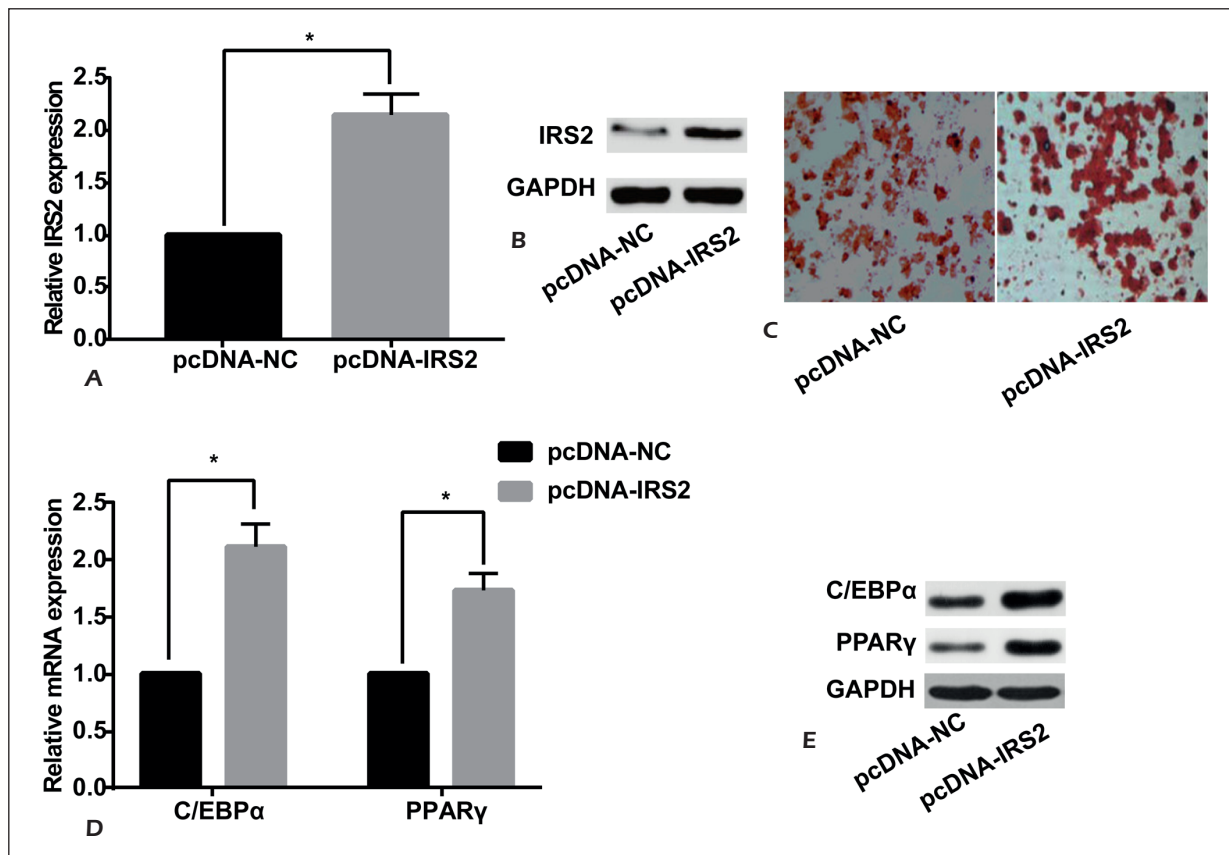 *
Relative IRS2 expression
2.5
2.0
1.5
1.0
0.5
0.0
pcDNA-NC pcDNA-IRS2
A
IRS2
GAPDH
pcDNA-NC
pcDNA-IRS2
B
pcDNA-NC
pcDNA-IRS2
C
pcDNA-NC
pcDNA-IRS2
*
*
Relative mRNA expression
2.5
2.0
1.5
1.0
0.5
0.0
C/EBPα PPARγ
D
C/EBPα
PPARγ
GAPDH
pcDNA-NC
pcDNA-IRS2
E